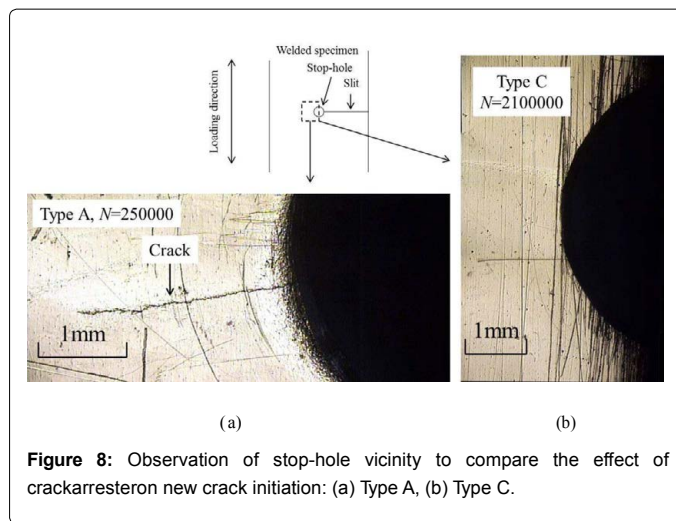 Welded specimen
Stop-hole
Slit
Loading direction
Type C
N=2100000
Type A, N=250000
Crack
1mm
1mm
(a)
(b)
Figure 8: Observation of stop-hole vicinity to compare the effect of
crackarresteron new crack initiation: (a) Type A, (b) Type C.